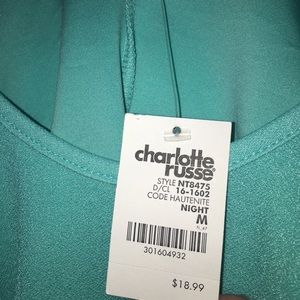 charlotte
russe
STYLE NT8475
D/CL 16-1602
CODE HAUTENITE
NIGHT
M
301604932
$18.99